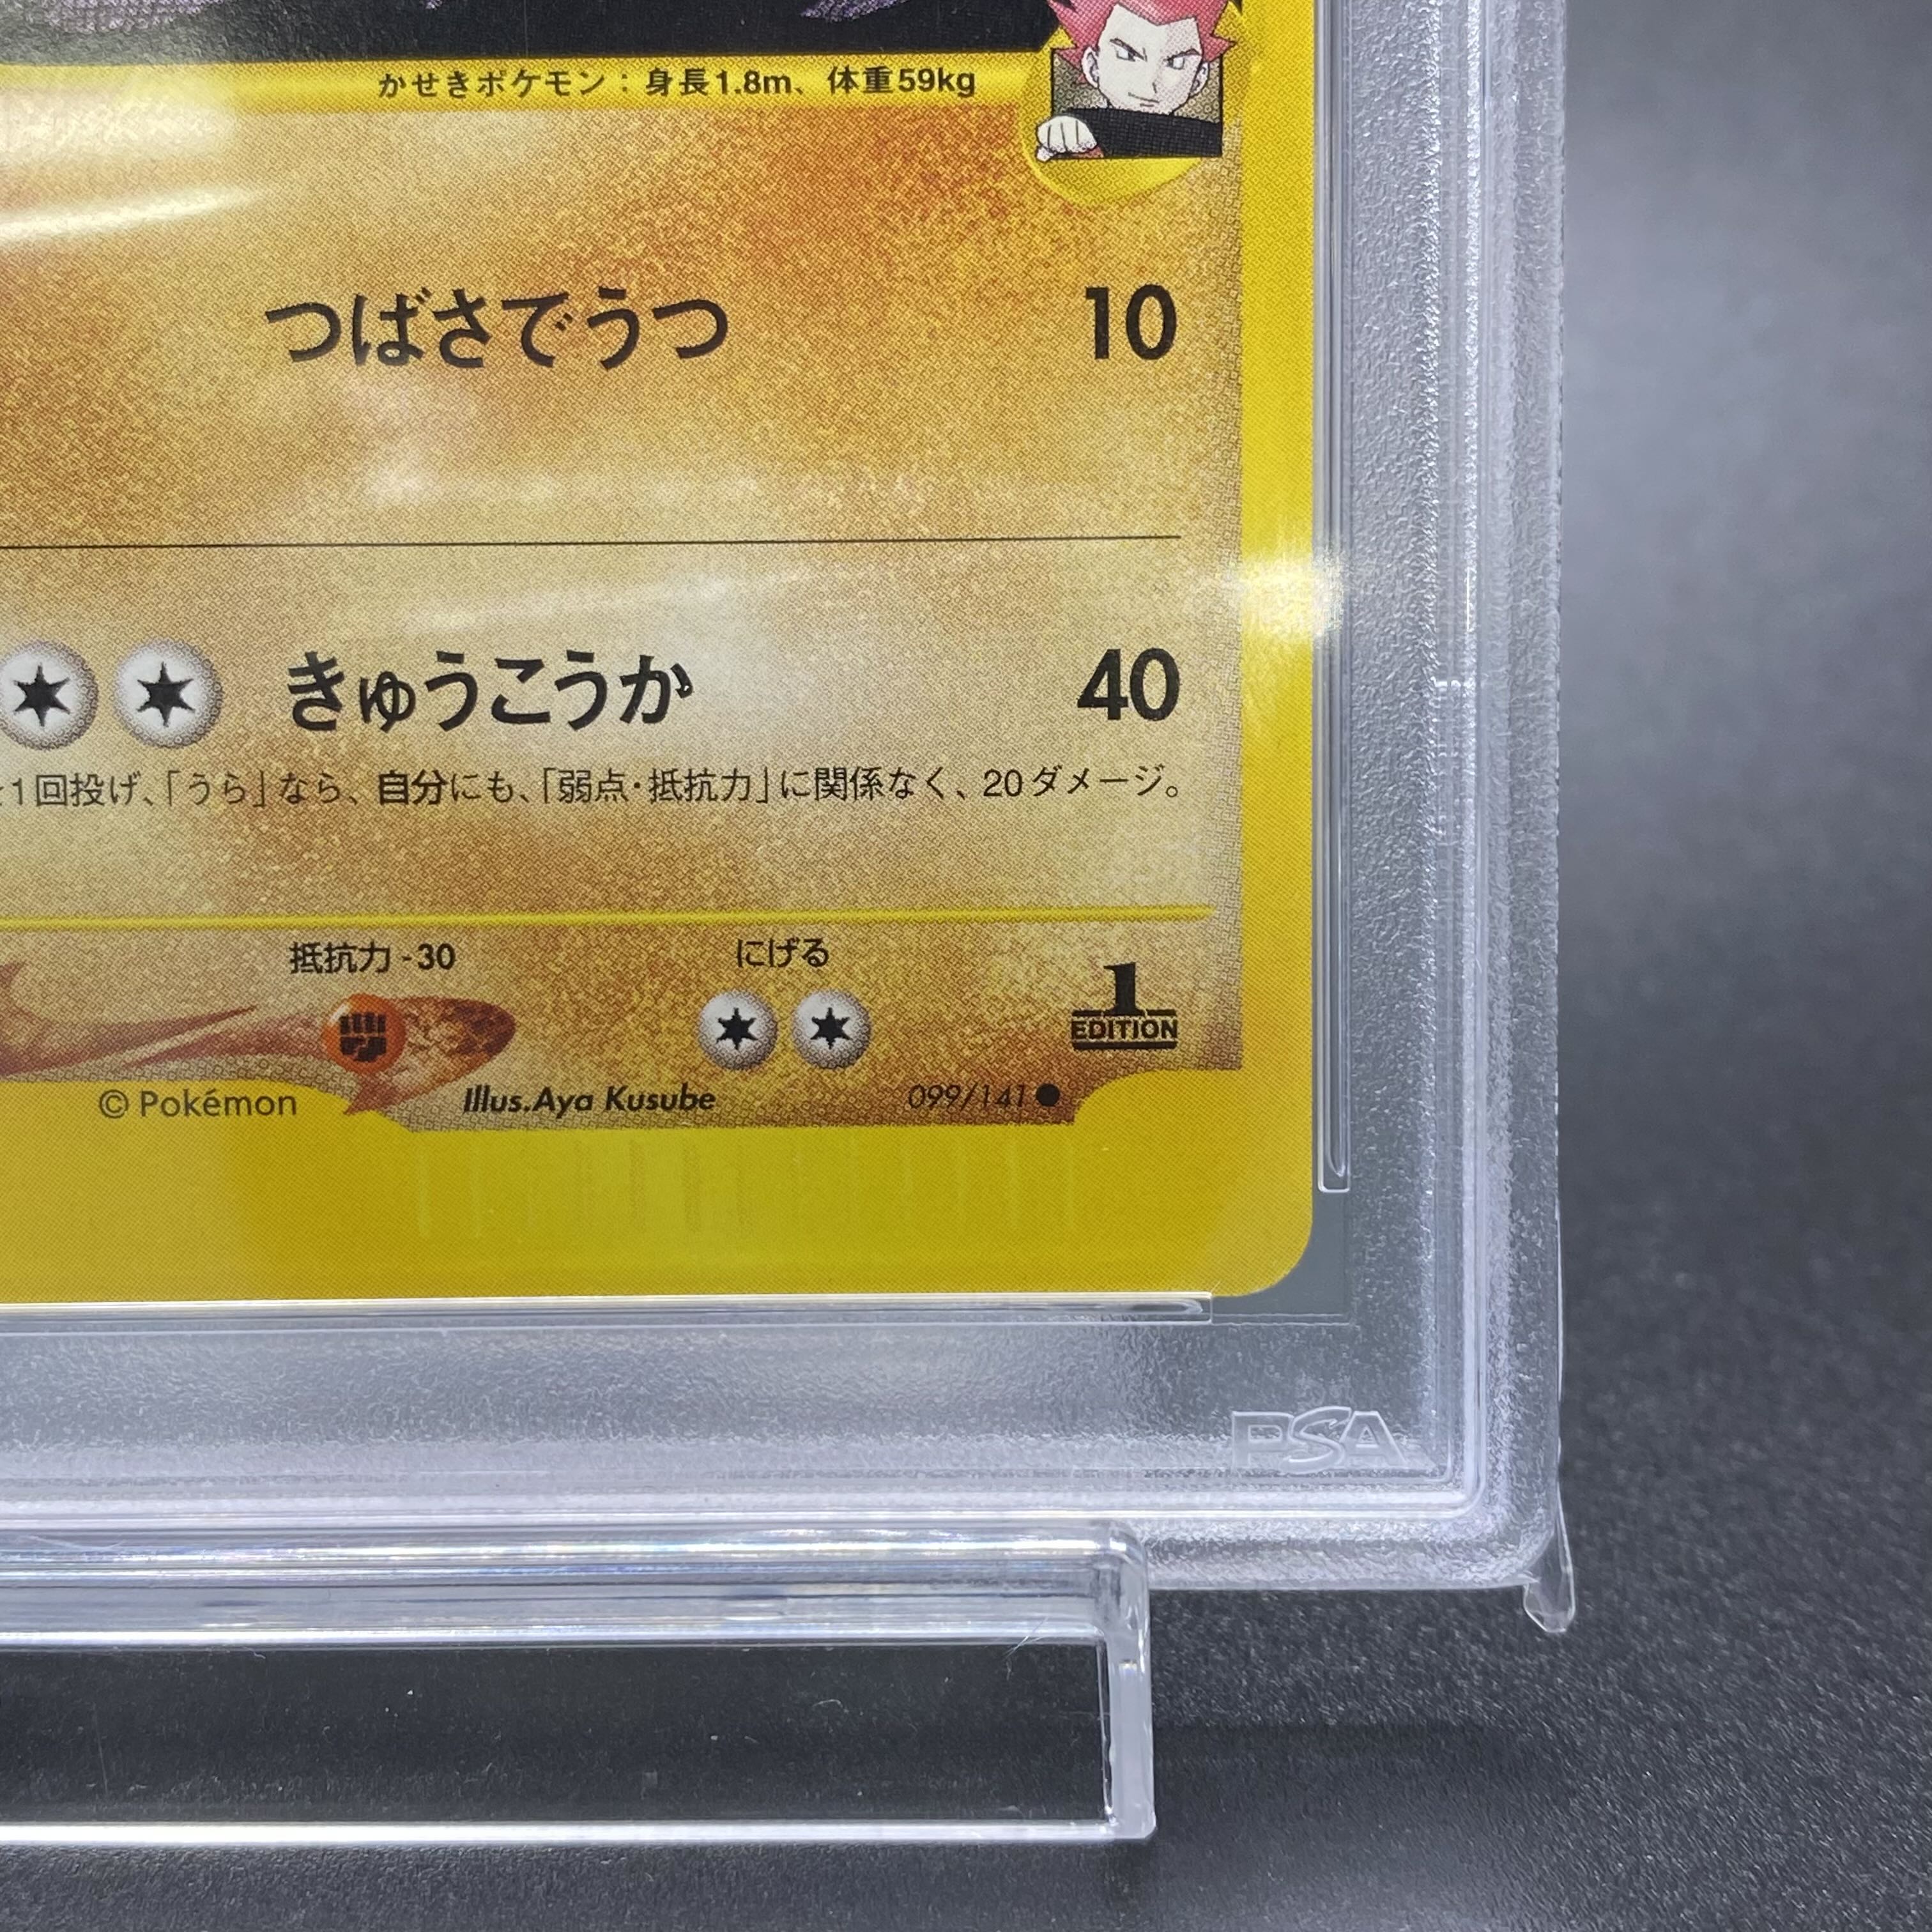 かせきポケモン：身長1.8m、体重59kg
つばさでうつ 10
きゅうこうか 40
1回投げ、「うら」なら、自分にも、「弱点・抵抗力」に関係なく、20ダメージ。
抵抗力 -30 にげる
1
EDITION
© Pokémon Illus.Aya Kusube 099/141
PSA